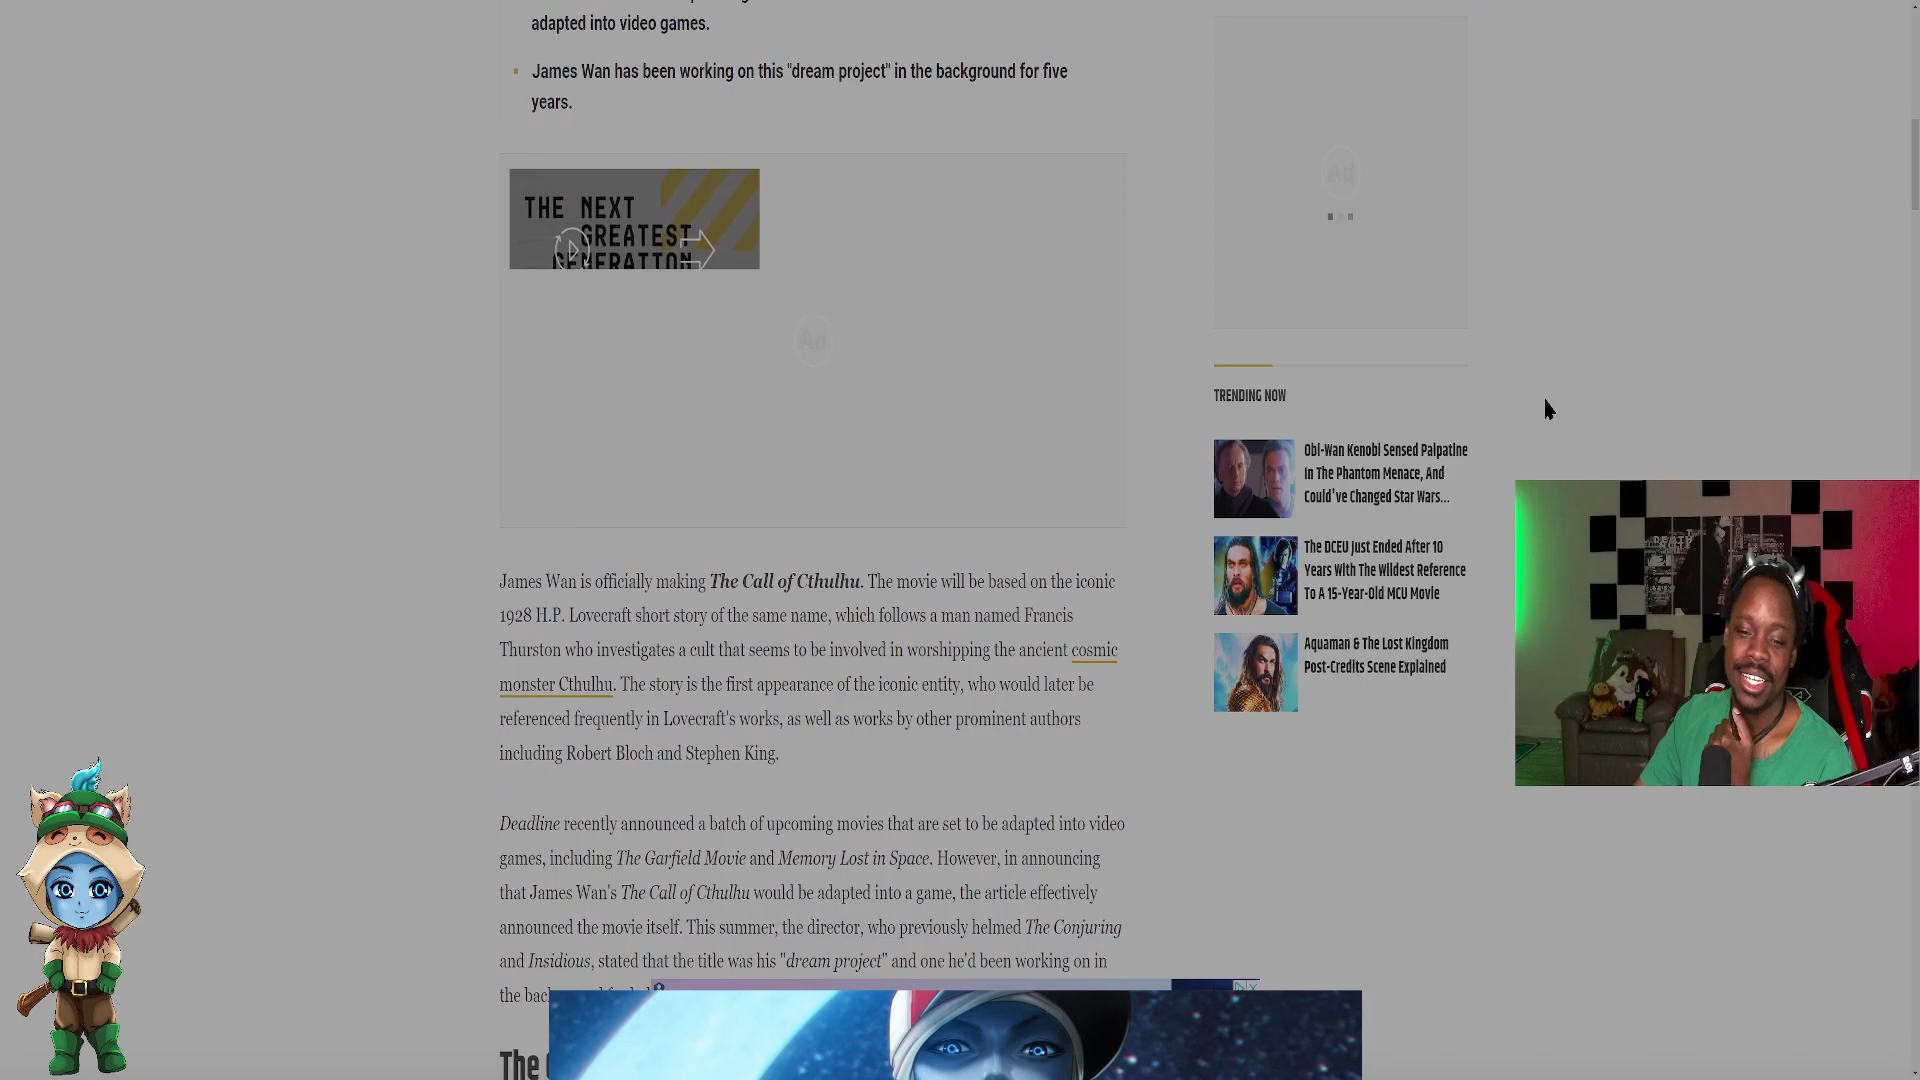 adapted into video games.
James Wan has been working on this "dream project" in the background for five
years.
THE NEXT
GREATEST
GENERATION
Ad
James Wan is officially making The Call of Cthulhu. The movie will be based on the iconic
1928 H.P. Lovecraft short story of the same name, which follows a man named Francis
Thurston who investigates a cult that seems to be involved in worshipping the ancient cosmic
monster Cthulhu. The story is the first appearance of the iconic entity, who would later be
referenced frequently in Lovecraft's works, as well as works by other prominent authors
including Robert Bloch and Stephen King.
Deadline recently announced a batch of upcoming movies that are set to be adapted into video
games, including The Garfield Movie and Memory Lost in Space. However, in announcing
that James Wan's The Call of Cthulhu would be adapted into a game, the article effectively
announced the movie itself. This summer, the director, who previously helmed The Conjuring
and Insidious, stated that the title was his "dream project" and one he'd been working on in
the
The
Ad
TRENDING NOW
Obi-Wan Kenobi Sensed Palpatine
In The Phantom Menace, And
Could've Changed Star Wars...
The DCEU Just Ended After 10
Years With The Wildest Reference
To A 15-Year-Old MCU Movie
Aquaman & The Lost Kingdom
Post-Credits Scene Explained
DEATH
NOTE